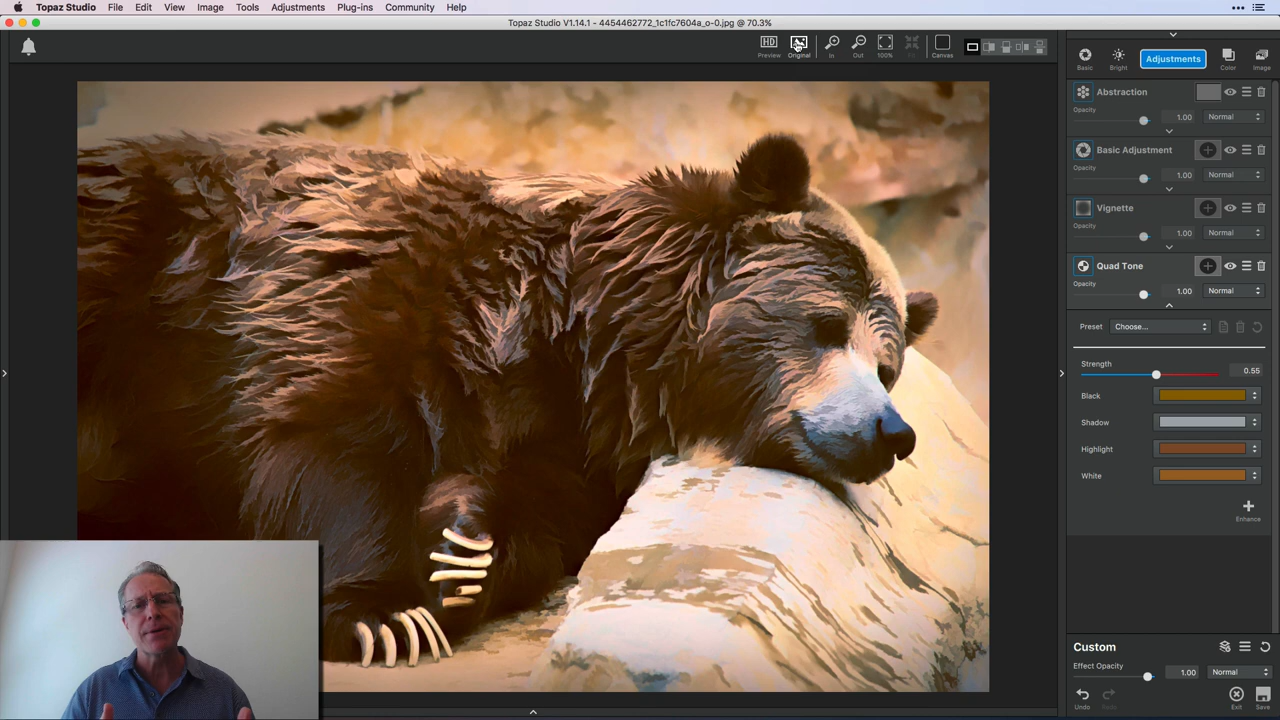 Topaz Studio File Edit View Image Tools Adjustments Plug-ins Community Help
Topaz Studio V1.14.1 - 4454462772_1c1fc7604a_o-0.jpg @ 70.3%
Preview Original In Out 100% Fit Canvas
HD
Basic Bright Adjustments Color Image
Abstraction
Opacity 1.00 Normal
Basic Adjustment
Opacity 1.00 Normal
Vignette
Opacity 1.00 Normal
Quad Tone
Opacity 1.00 Normal
Preset Choose...
Strength 0.55
Black
Shadow
Highlight
White
Enhance
Custom
Effect Opacity 1.00 Normal
Undo Redo Exit Save